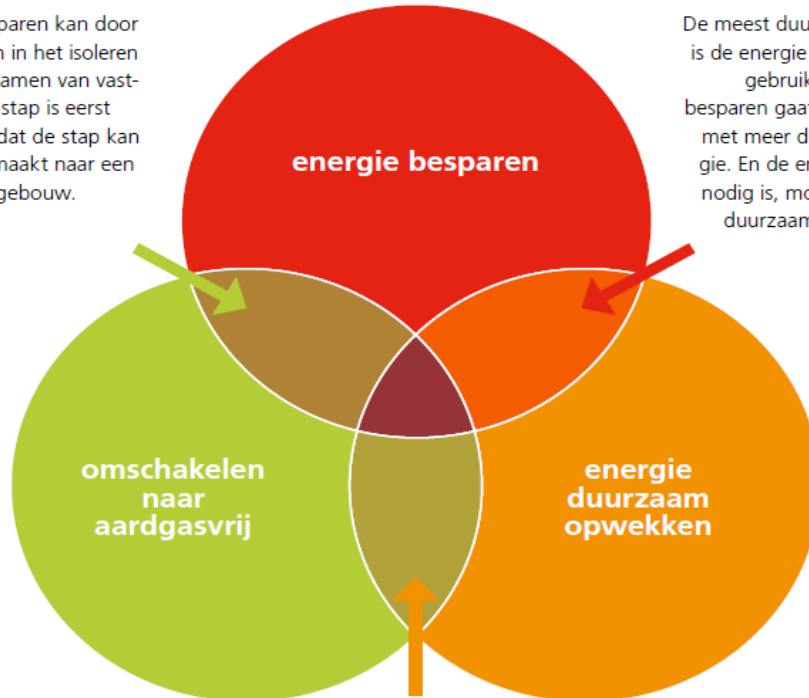 paren kan door
in het isoleren
amen van vast-
stap is eerst
dat de stap kan
maakt naar een
gebouw.
De meest duu
is de energie
gebruik
besparen gaat
met meer d
gie. En de en
nodig is, mo
duurzaam
energie besparen
omschakelen
naar
aardgasvrij
energie
duurzaam
opwekken